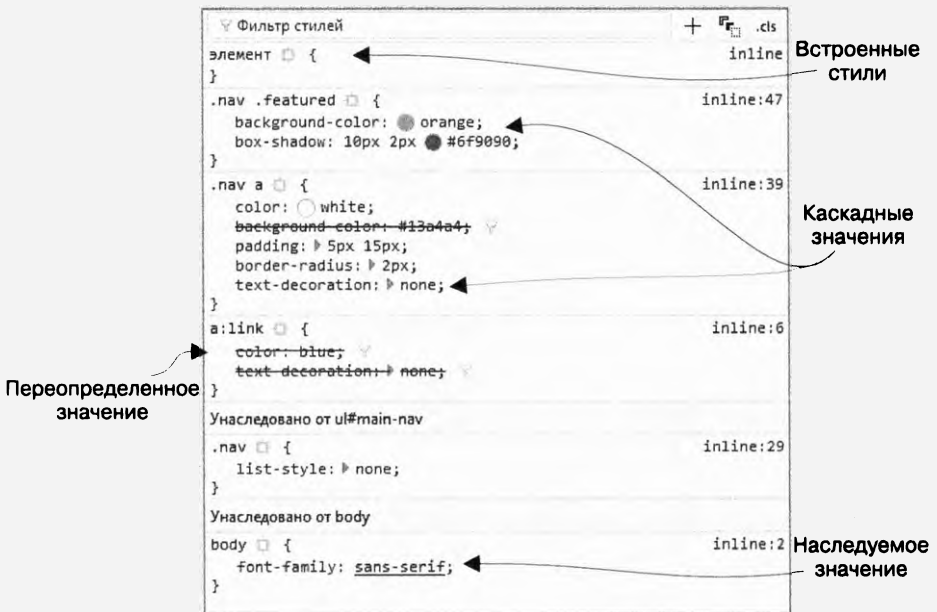 Фильтр стилей
.cls
элемент {
inline
}
Встроенные
стили
.nav .featured {
inline:47
background-color: orange;
box-shadow: 10px 2px #6f9090;
}
.nav a {
inline:39
color: white;
background-color: #13a4a4;
padding: 5px 15px;
border-radius: 2px;
text-decoration: none;
}
Каскадные
значения
a:link {
inline:6
color: blue;
text-decoration: none;
}
Переопределенное
значение
Унаследовано от ul#main-nav
.nav {
inline:29
list-style: none;
}
Унаследовано от body
body {
inline:2
font-family: sans-serif;
}
Наследуемое
значение